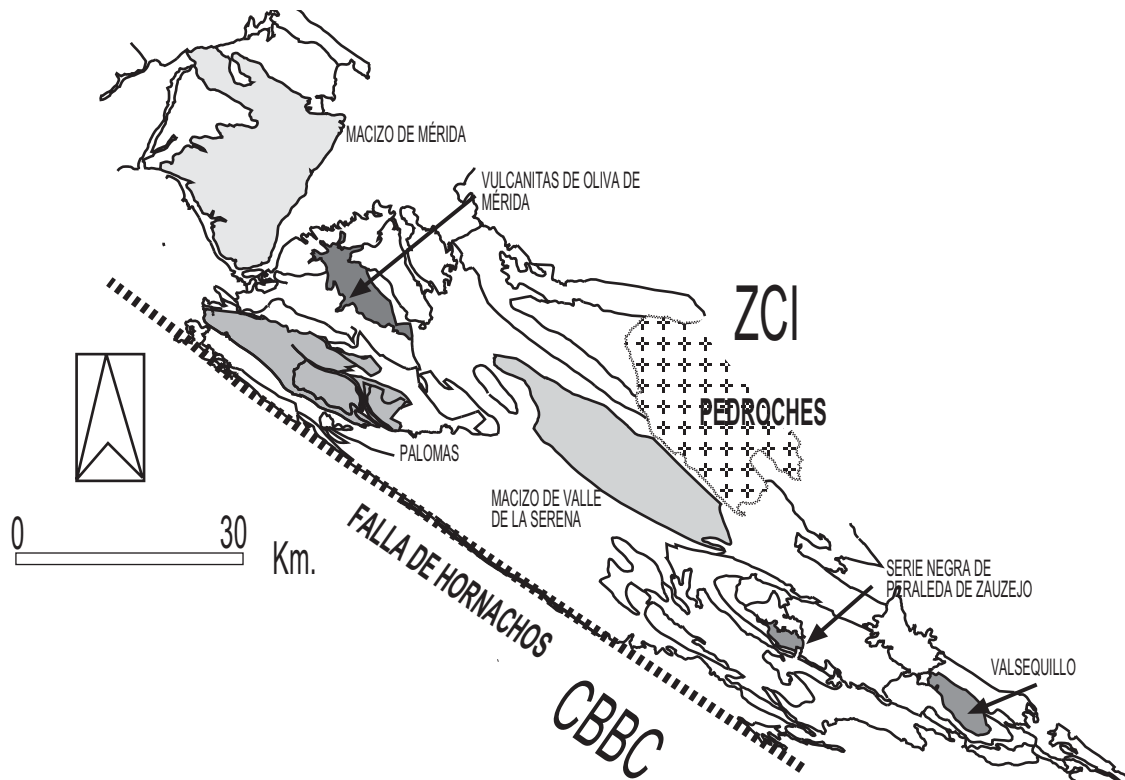 MACIZO DE MÉRIDA
VULCANITAS DE OLIVA DE
MÉRIDA
ZCI
PEDROCHES
PALOMAS
MACIZO DE VALLE
DE LA SERENA
0
30
Km.
FALLA DE HORNACHOS
SERIE NEGRA DE
PERALEDA DE ZAUZEJO
VALSEQUILLO
CBBC